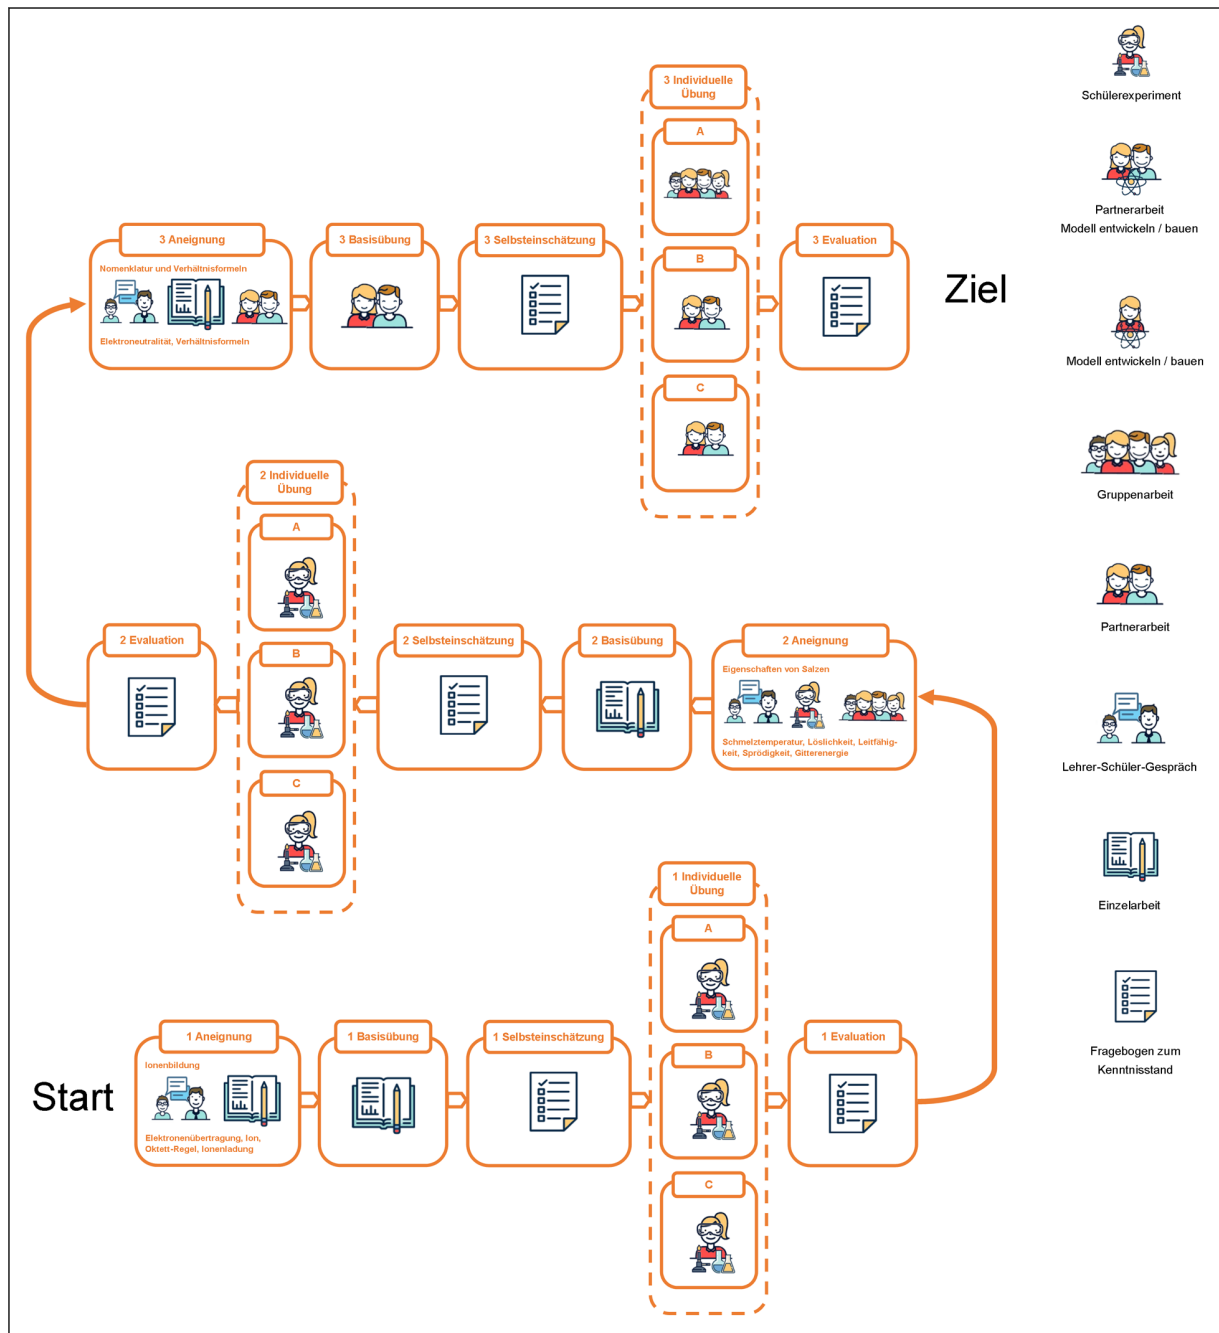 3 Individuelle
Übung
A
B
C
3 Aneignung
Nomenklatur und Verhältnisformeln
Elektroneutralität, Verhältnisformeln
3 Basisübung
3 Selbsteinschätzung
3 Evaluation
Ziel
2 Individuelle
Übung
A
B
C
2 Evaluation
2 Selbsteinschätzung
2 Basisübung
2 Aneignung
Eigenschaften von Salzen
Schmelztemperatur, Löslichkeit, Leitfähig-
keit, Sprödigkeit, Gitterenergie
1 Individuelle
Übung
A
B
C
Start
1 Aneignung
Ionenbildung
Elektronenübertragung, Ion,
Oktett-Regel, Ionenladung
1 Basisübung
1 Selbsteinschätzung
1 Evaluation
Schülerexperiment
Partnerarbeit
Modell entwickeln / bauen
Modell entwickeln / bauen
Gruppenarbeit
Partnerarbeit
Lehrer-Schüler-Gespräch
Einzelarbeit
Fragebogen zum
Kenntnisstand